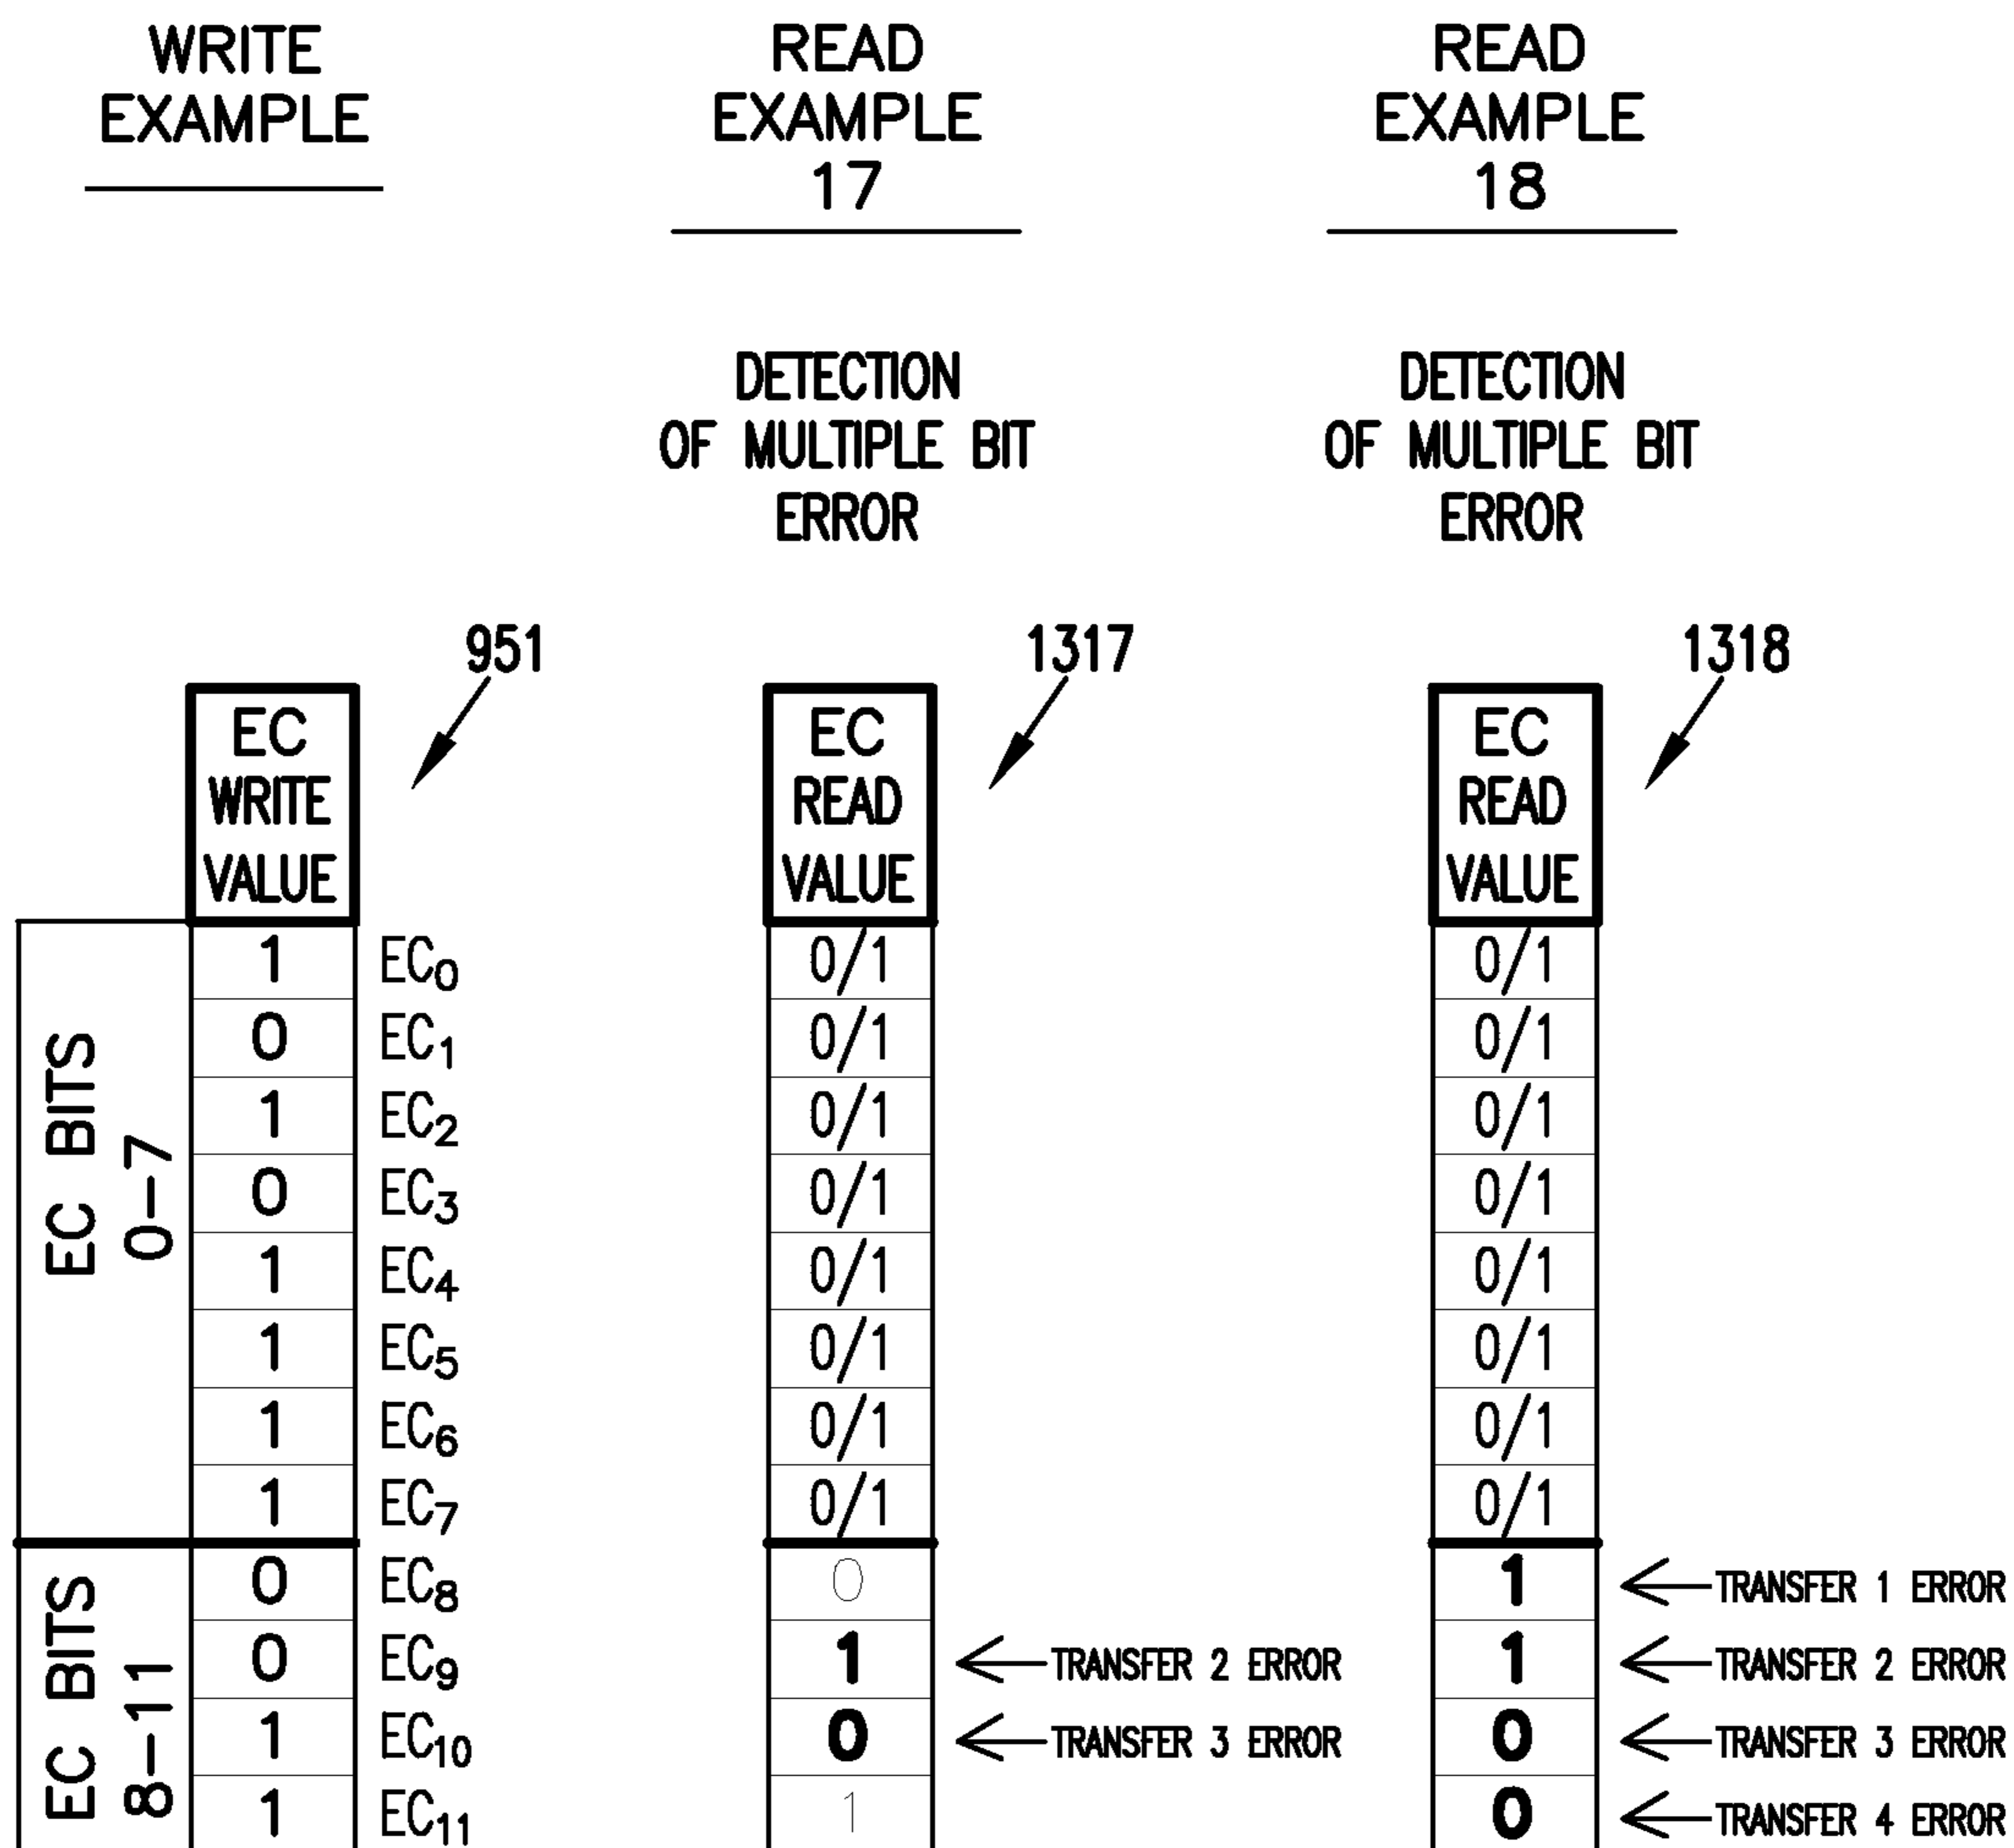 WRITE
EXAMPLE
READ
EXAMPLE
17
READ
EXAMPLE
18
DETECTION
OF MULTIPLE BIT
ERROR
DETECTION
OF MULTIPLE BIT
ERROR
951
1317
1318
EC
WRITE
VALUE
EC
READ
VALUE
EC
READ
VALUE
EC BITS
0-7
1 EC₀ 0/1 0/1
0 EC₁ 0/1 0/1
1 EC₂ 0/1 0/1
0 EC₃ 0/1 0/1
1 EC₄ 0/1 0/1
1 EC₅ 0/1 0/1
1 EC₆ 0/1 0/1
1 EC₇ 0/1 0/1
EC BITS
8-11
0 EC₈ 0 1 TRANSFER 1 ERROR
0 EC₉ 1 TRANSFER 2 ERROR 1 TRANSFER 2 ERROR
1 EC₁₀ 0 TRANSFER 3 ERROR 0 TRANSFER 3 ERROR
1 EC₁₁ 1 0 TRANSFER 4 ERROR